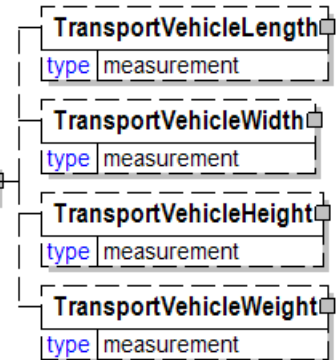 TransportVehicleLength
type measurement
TransportVehicleWidth
type measurement
TransportVehicleHeight
type measurement
TransportVehicleWeight
type measurement